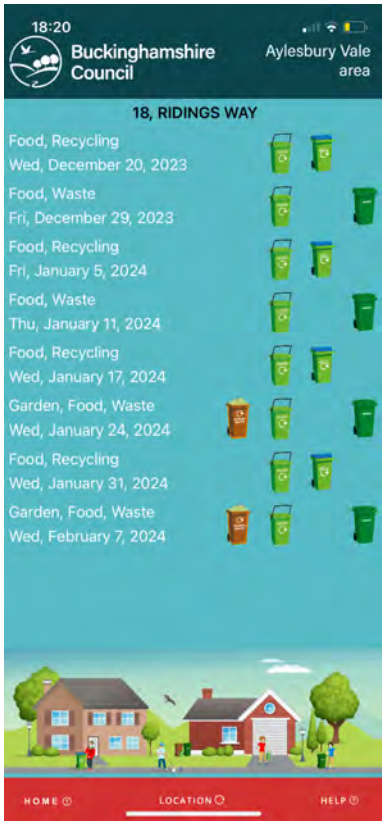 18:20
Buckinghamshire
Council
Aylesbury Vale
area
18, RIDINGS WAY
Food, Recycling
Wed, December 20, 2023
Food, Waste
Fri, December 29, 2023
Food, Recycling
Fri, January 5, 2024
Food, Waste
Thu, January 11, 2024
Food, Recycling
Wed, January 17, 2024
Garden, Food, Waste
Wed, January 24, 2024
Food, Recycling
Wed, January 31, 2024
Garden, Food, Waste
Wed, February 7, 2024
HOME
LOCATION
HELP